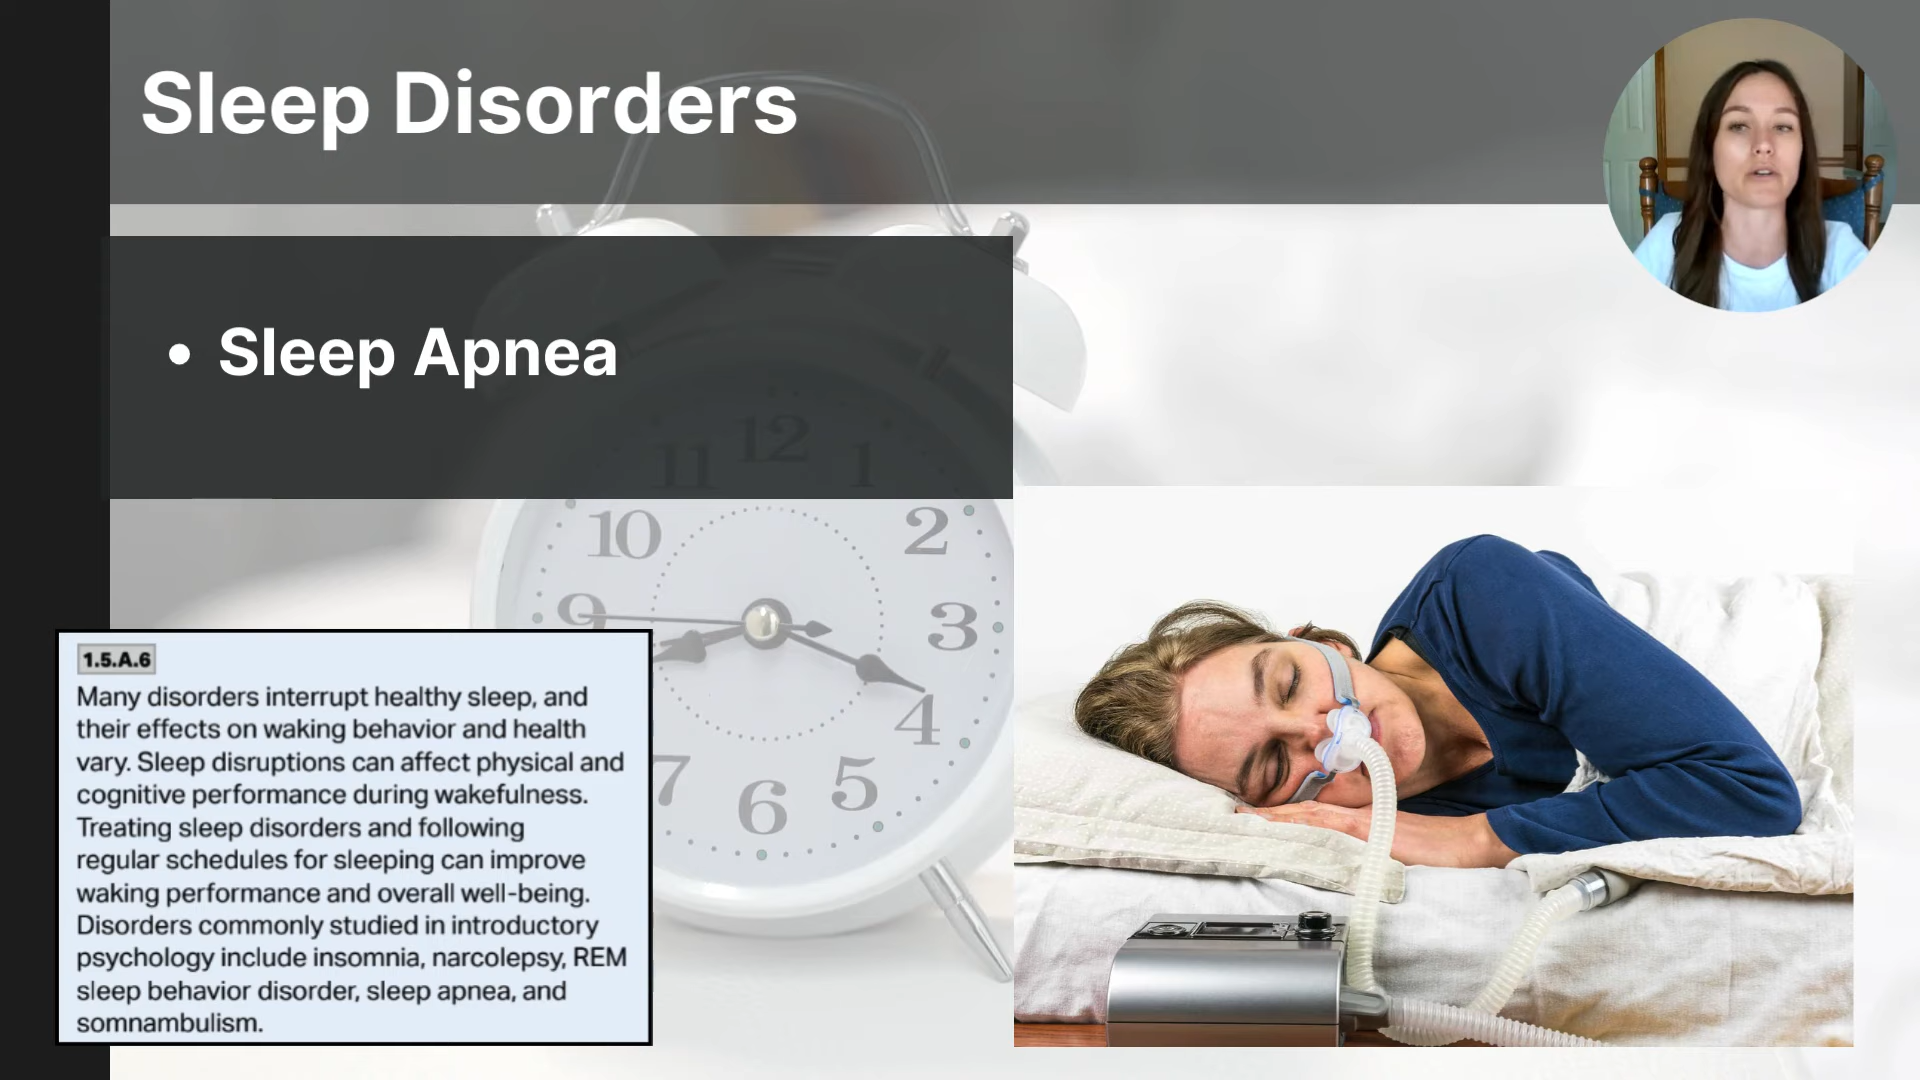 Sleep Disorders
• Sleep Apnea
12
11
1
10
2
9
3
4
7
5
6
1.5.A.6
Many disorders interrupt healthy sleep, and
their effects on waking behavior and health
vary. Sleep disruptions can affect physical and
cognitive performance during wakefulness.
Treating sleep disorders and following
regular schedules for sleeping can improve
waking performance and overall well-being.
Disorders commonly studied in introductory
psychology include insomnia, narcolepsy, REM
sleep behavior disorder, sleep apnea, and
somnambulism.